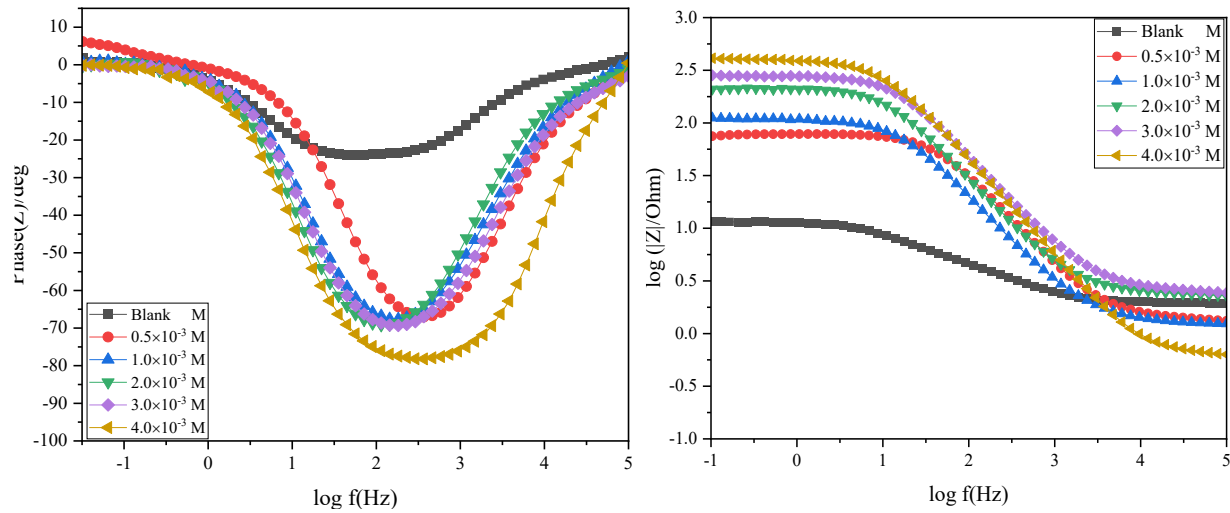 10
0
-10
-20
-30
-40
-50
-60
-70
-80
-90
-100
Blank M
0.5×10⁻³ M
1.0×10⁻³ M
2.0×10⁻³ M
3.0×10⁻³ M
4.0×10⁻³ M
-1 0 1 2 3 4 5
log f(Hz)
log (|Z|/Ohm)
3.0
2.5
2.0
1.5
1.0
0.5
0.0
-0.5
-1.0
Blank M
0.5×10⁻³ M
1.0×10⁻³ M
2.0×10⁻³ M
3.0×10⁻³ M
4.0×10⁻³ M
-1 0 1 2 3 4 5
log f(Hz)